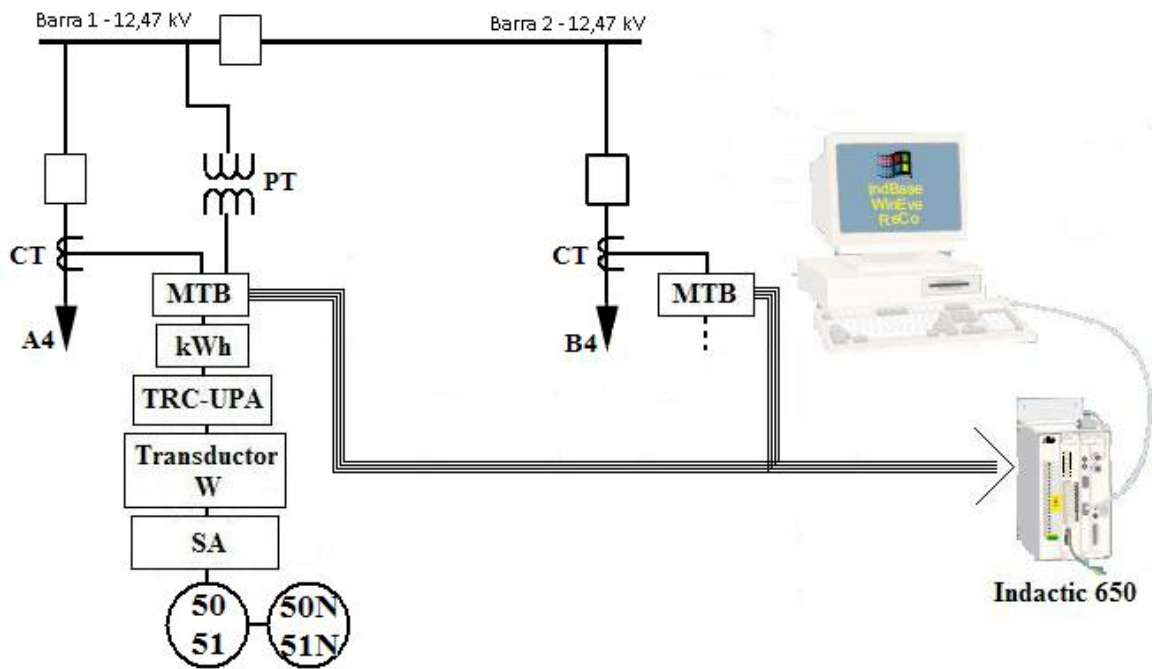 Barra 1 - 12,47 kV
Barra 2 - 12,47 kV
PT
CT
CT
MTB
MTB
A4
B4
kWh
TRC-UPA
Transductor
W
SA
50
51
50N
51N
IndBase
WinEve
ReCo
Indactic 650